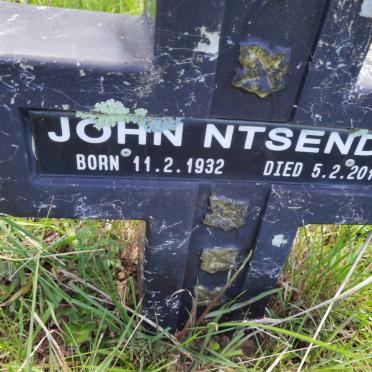 JOHN NTSEND
BORN 11.2.1932 DIED 5.2.201